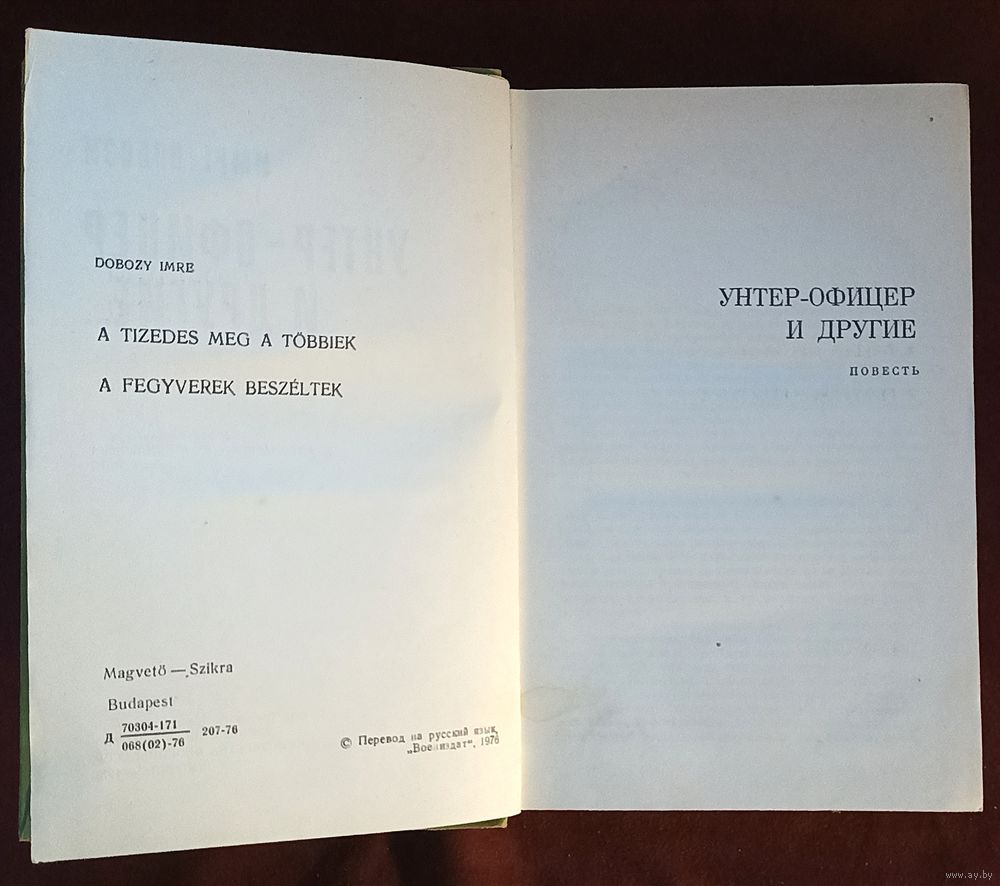 DOBOZY IMRE
A TIZEDES MEG A TÖBBIEK
A FEGYVEREK BESZÉLTEK
Magvető — Szikra
Budapest
Д 70304-171
068(02)-76 207-76
© Перевод на русский язык,
„Воениздат“, 1976
УНТЕР-ОФИЦЕР
И ДРУГИЕ
ПОВЕСТЬ
www.ay.by